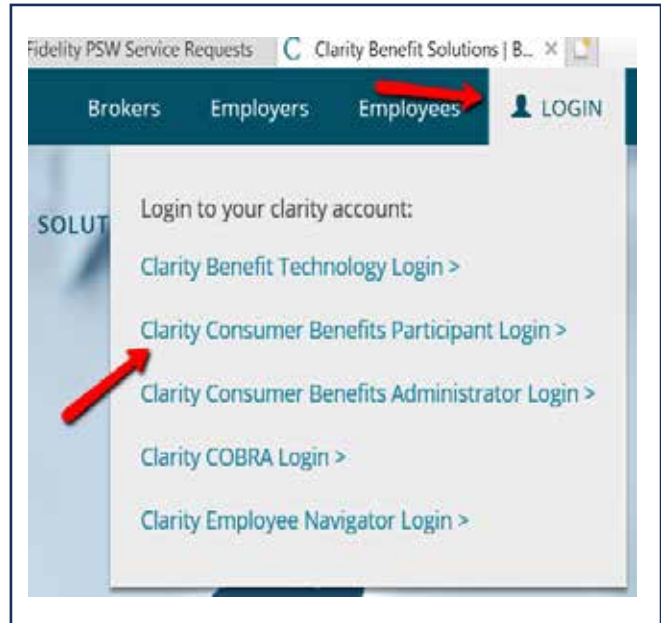 Fidelity PSW Service Requests C Clarity Benefit Solutions | B...
Brokers Employers Employees LOGIN
SOLUT
Login to your clarity account:
Clarity Benefit Technology Login >
Clarity Consumer Benefits Participant Login >
Clarity Consumer Benefits Administrator Login >
Clarity COBRA Login >
Clarity Employee Navigator Login >